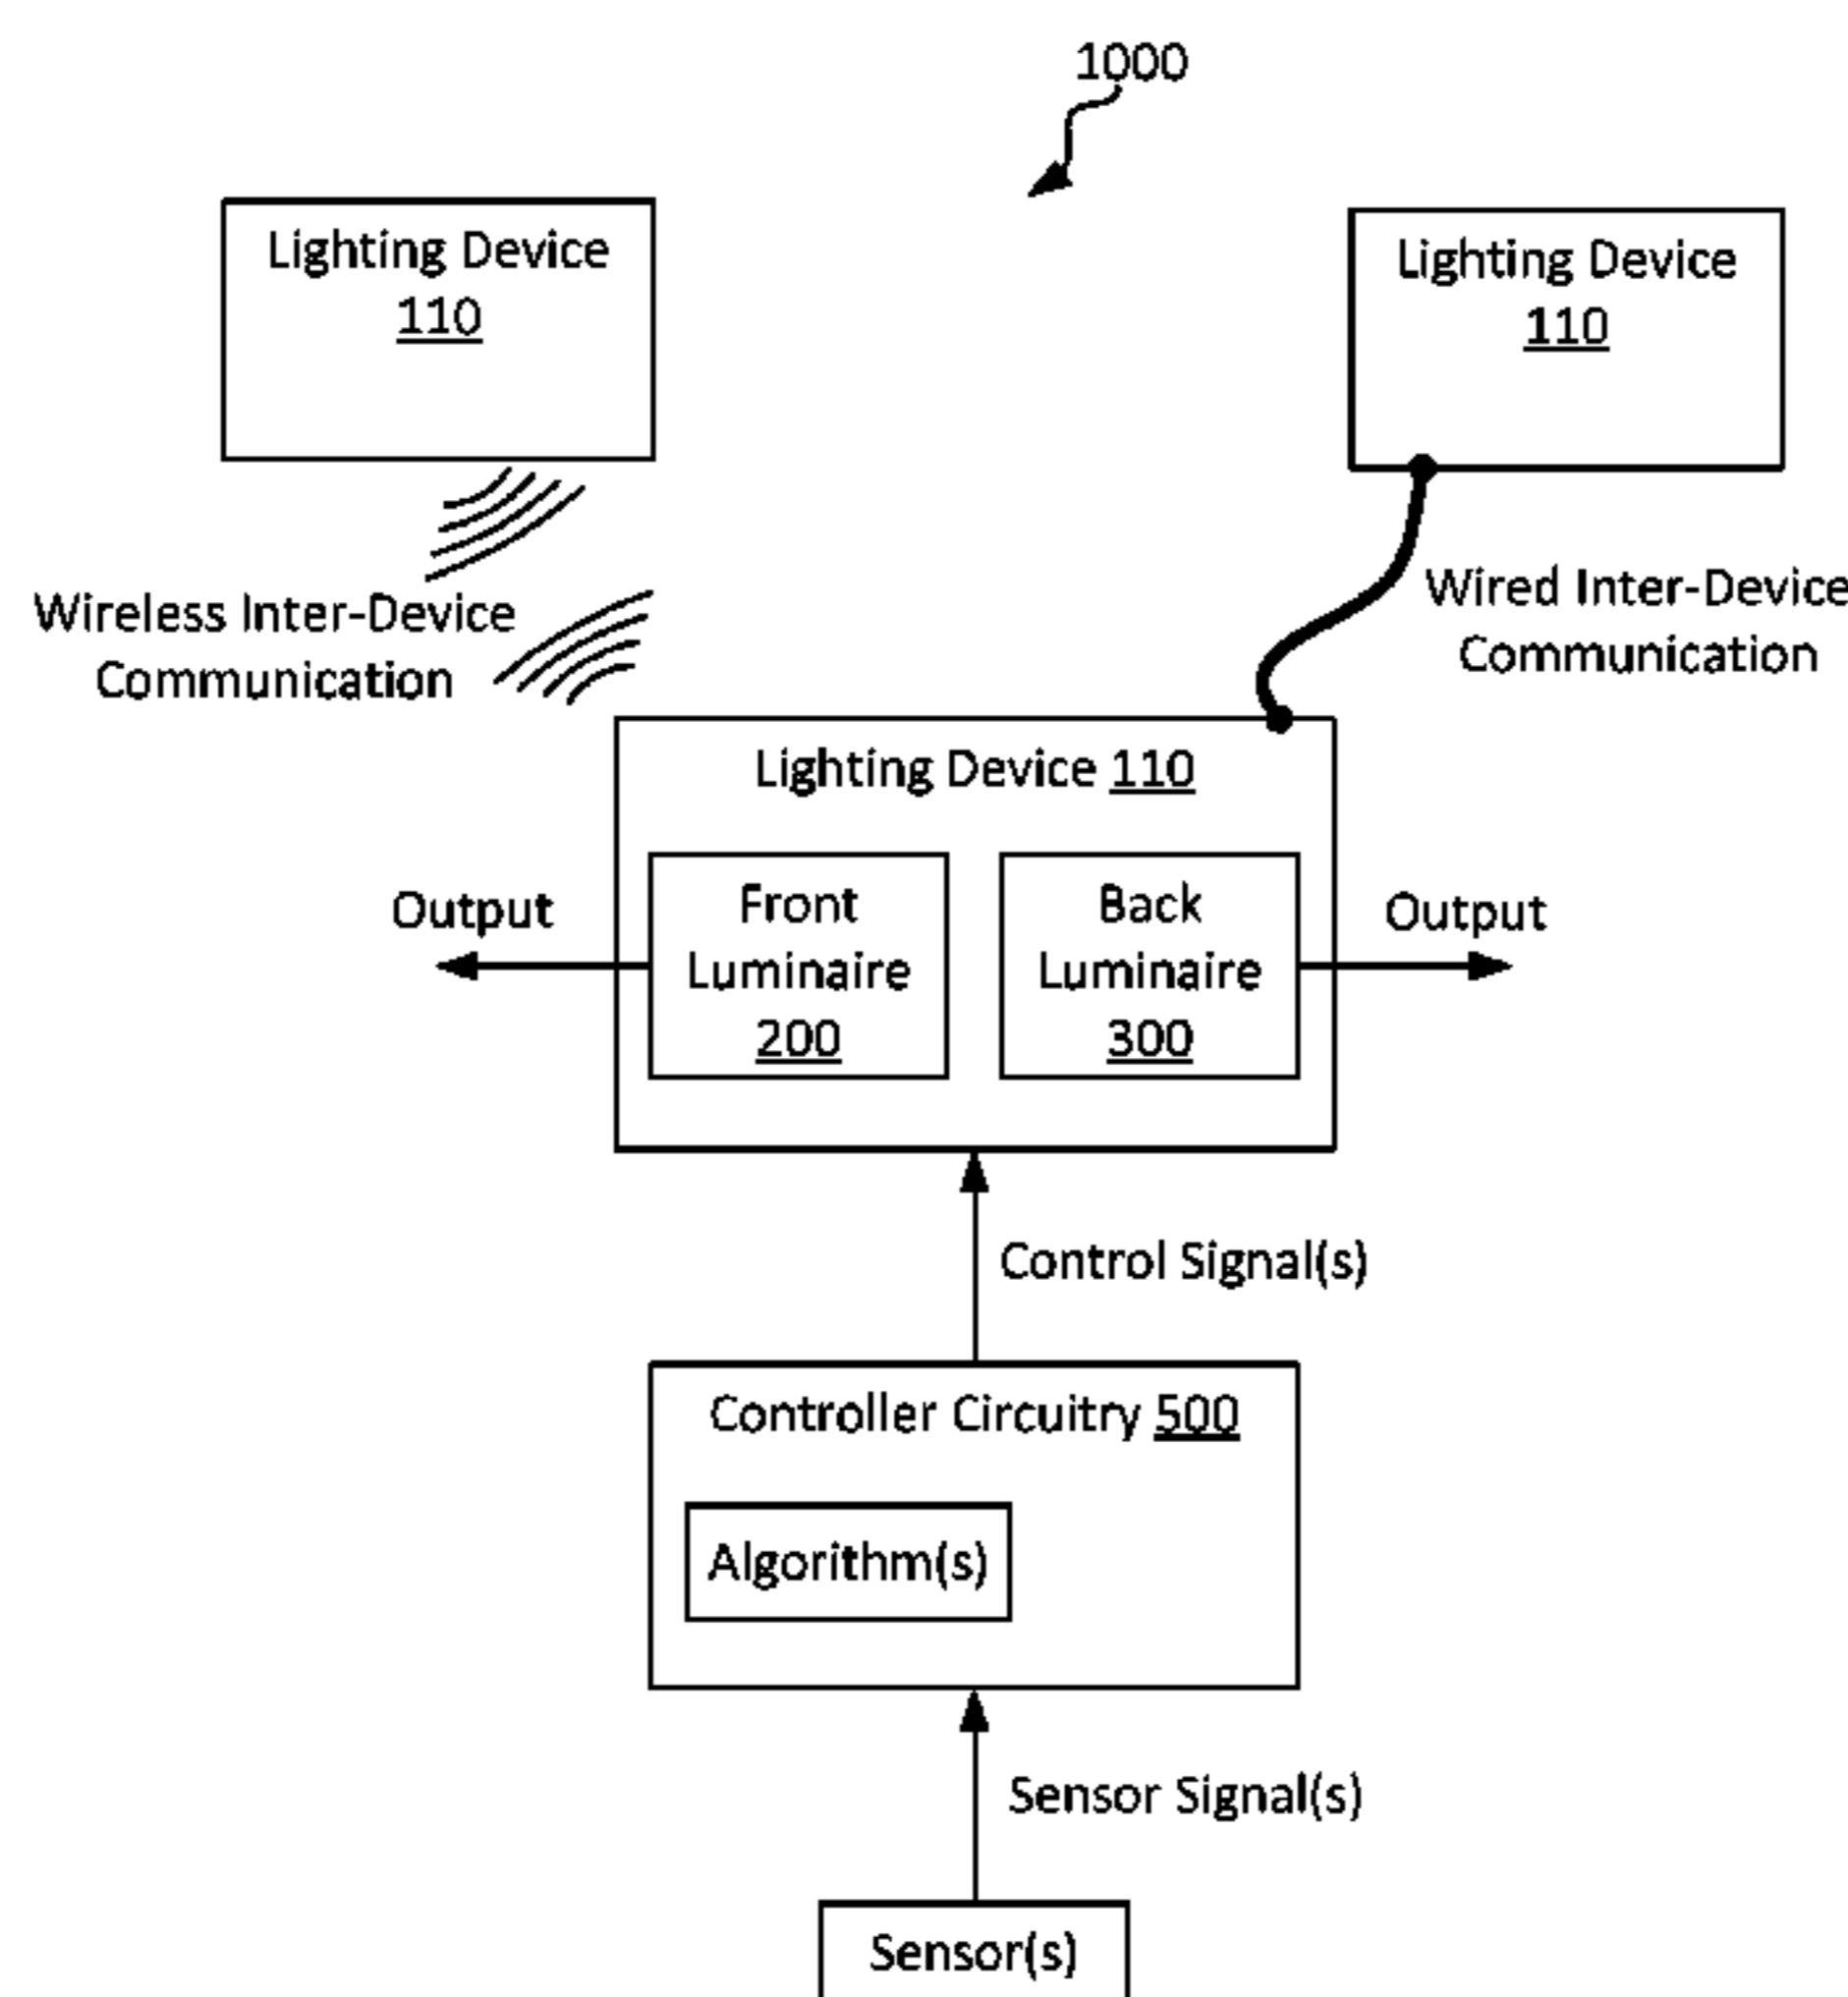 1000
Lighting Device
110
Lighting Device
110
Wireless Inter-Device
Communication
Wired Inter-Device
Communication
Lighting Device 110
Output
Front
Luminaire
200
Back
Luminaire
300
Output
Control Signal(s)
Controller Circuitry 500
Algorithm(s)
Sensor Signal(s)
Sensor(s)